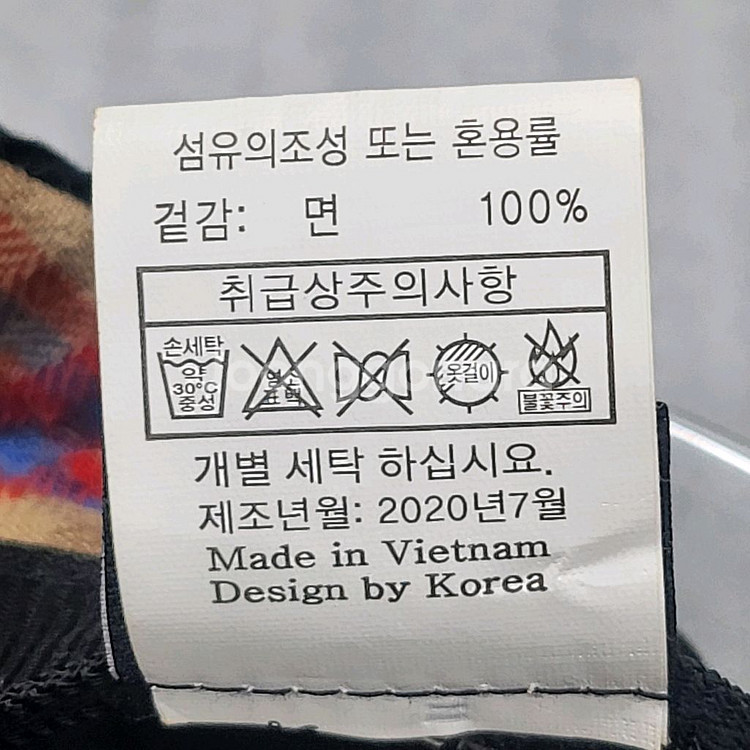 섬유의조성 또는 혼용률
겉감: 면 100%
취급상주의사항
손세탁
약
30°C
중성
염소
표백
옷걸이
불꽃주의
개별 세탁 하십시요.
제조년월: 2020년7월
Made in Vietnam
Design by Korea